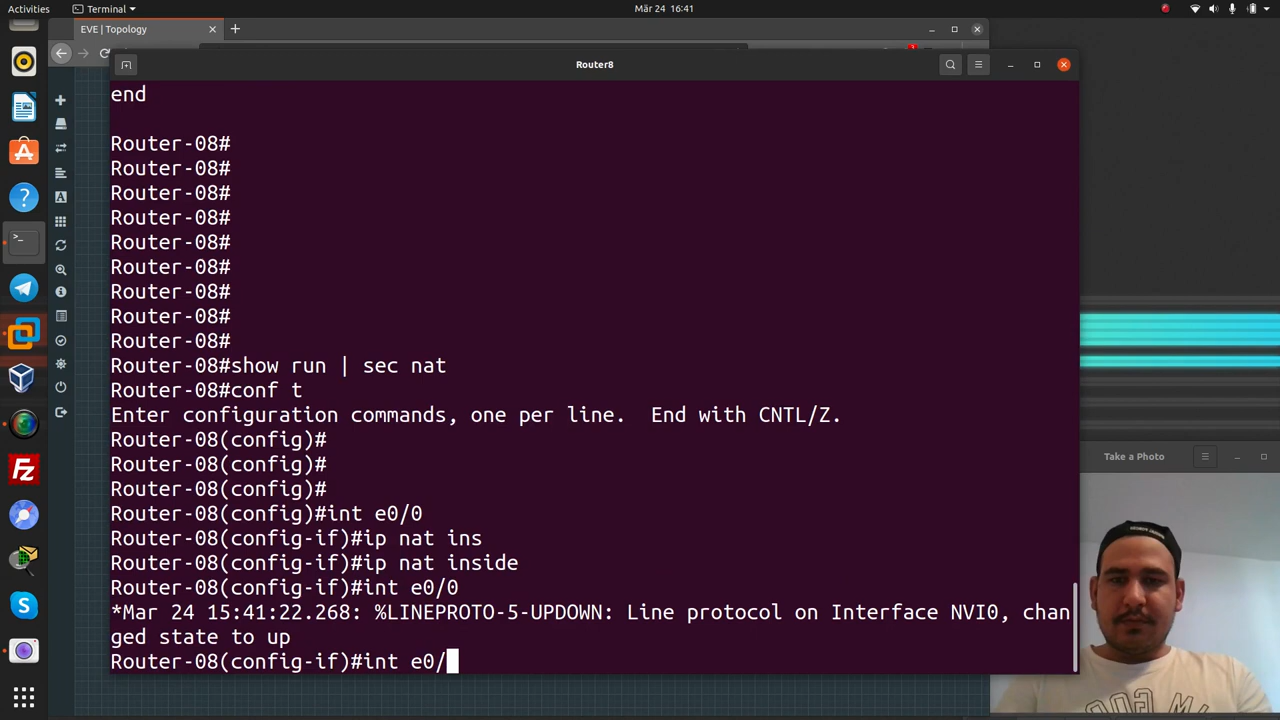 Activities
Terminal
Mär 24 16:41
EVE | Topology
Router8
end
Router-08#
Router-08#
Router-08#
Router-08#
Router-08#
Router-08#
Router-08#
Router-08#
Router-08#
Router-08#show run | sec nat
Router-08#conf t
Enter configuration commands, one per line.  End with CNTL/Z.
Router-08(config)#
Router-08(config)#
Router-08(config)#
Router-08(config)#int e0/0
Router-08(config-if)#ip nat ins
Router-08(config-if)#ip nat inside
Router-08(config-if)#int e0/0
*Mar 24 15:41:22.268: %LINEPROTO-5-UPDOWN: Line protocol on Interface NVI0, chan
ged state to up
Router-08(config-if)#int e0/
Take a Photo